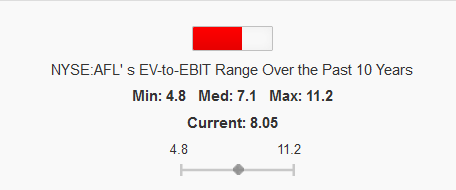 NYSE:AFL' s EV-to-EBIT Range Over the Past 10 Years
Min: 4.8 Med: 7.1 Max: 11.2
Current: 8.05
4.8 11.2